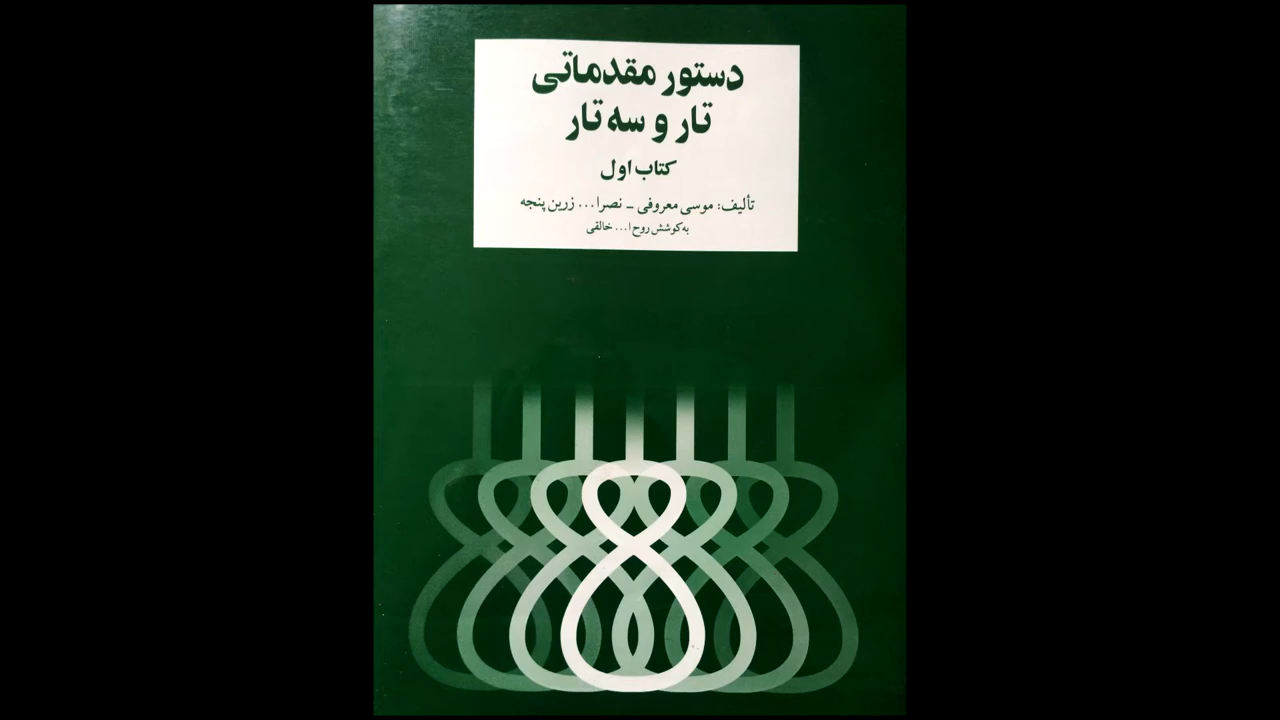 دستور مقدماتی
تار و سه تار
کتاب اول
تألیف: موسی معروفی ـ نصرا... زرین پنجه
به‌کوشش روح ا... خالقی